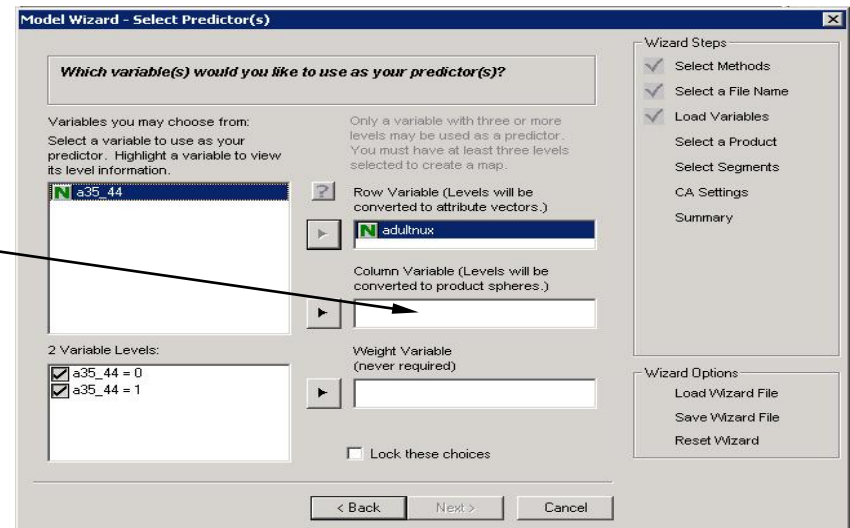 Model Wizard - Select Predictor(s)
Which variable(s) would you like to use as your predictor(s)?
Variables you may choose from:
Select a variable to use as your
predictor. Highlight a variable to view
its level information.
N a35_44
2 Variable Levels:
a35_44 = 0
a35_44 = 1
Only a variable with three or more
levels may be used as a predictor.
You must have at least three levels
selected to create a map.
?
Row Variable (Levels will be
converted to attribute vectors.)
N adultnux
Column Variable (Levels will be
converted to product spheres.)
Weight Variable
(never required)
Lock these choices
< Back
Next >
Cancel
Wizard Steps
Select Methods
Select a File Name
Load Variables
Select a Product
Select Segments
CA Settings
Summary
Wizard Options
Load Wizard File
Save Wizard File
Reset Wizard